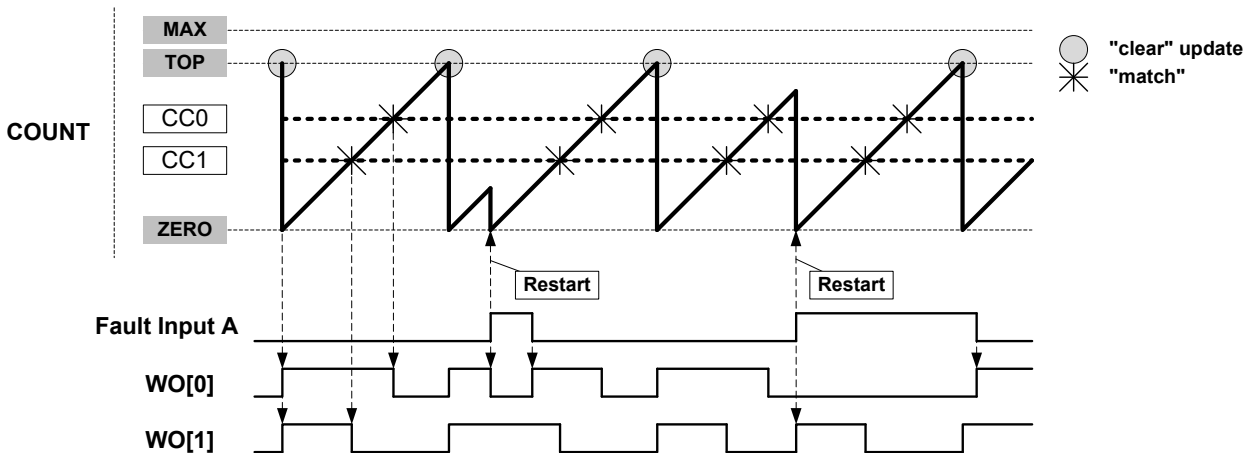 MAX
TOP
"clear" update
"match"
CC0
COUNT
CC1
ZERO
Restart
Restart
Fault Input A
WO[0]
WO[1]